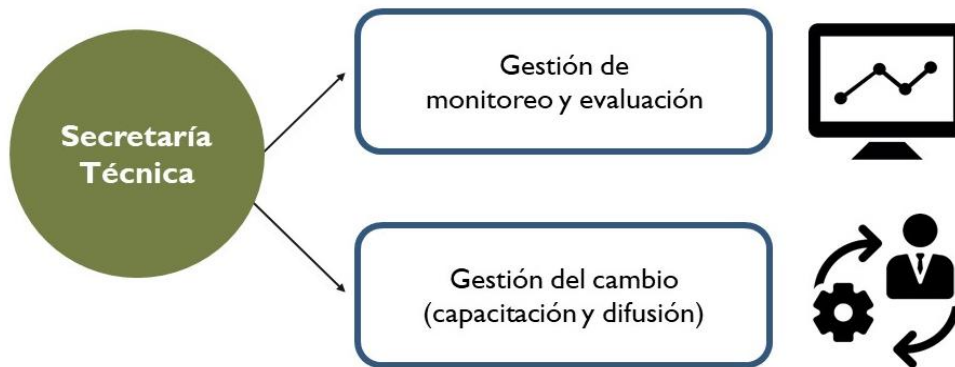 Secretaría
Técnica
Gestión de
monitoreo y evaluación
Gestión del cambio
(capacitación y difusión)